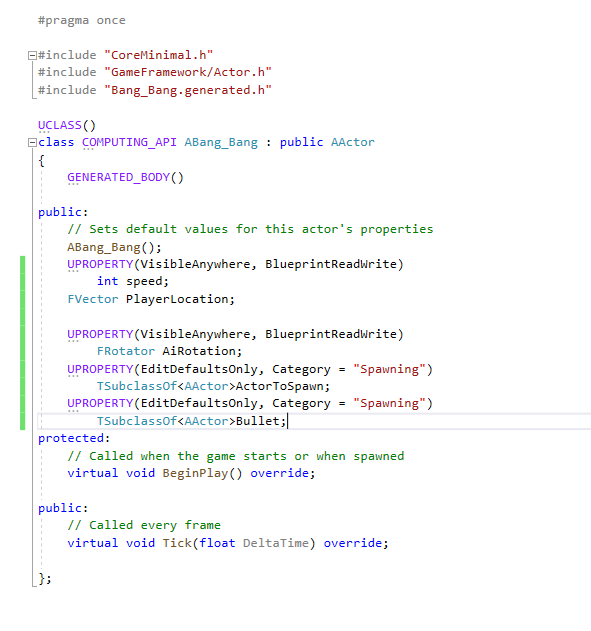 #pragma once
#include "CoreMinimal.h"
#include "GameFramework/Actor.h"
#include "Bang_Bang.generated.h"
UCLASS()
class COMPUTING_API ABang_Bang : public AActor
{
GENERATED_BODY()
public:
// Sets default values for this actor's properties
ABang_Bang();
UPROPERTY(VisibleAnywhere, BlueprintReadWrite)
int speed;
FVector PlayerLocation;
UPROPERTY(VisibleAnywhere, BlueprintReadWrite)
FRotator AiRotation;
UPROPERTY(EditDefaultsOnly, Category = "Spawning")
TSubclassOf<AActor>ActorToSpawn;
UPROPERTY(EditDefaultsOnly, Category = "Spawning")
TSubclassOf<AActor>Bullet;
protected:
// Called when the game starts or when spawned
virtual void BeginPlay() override;
public:
// Called every frame
virtual void Tick(float DeltaTime) override;
};